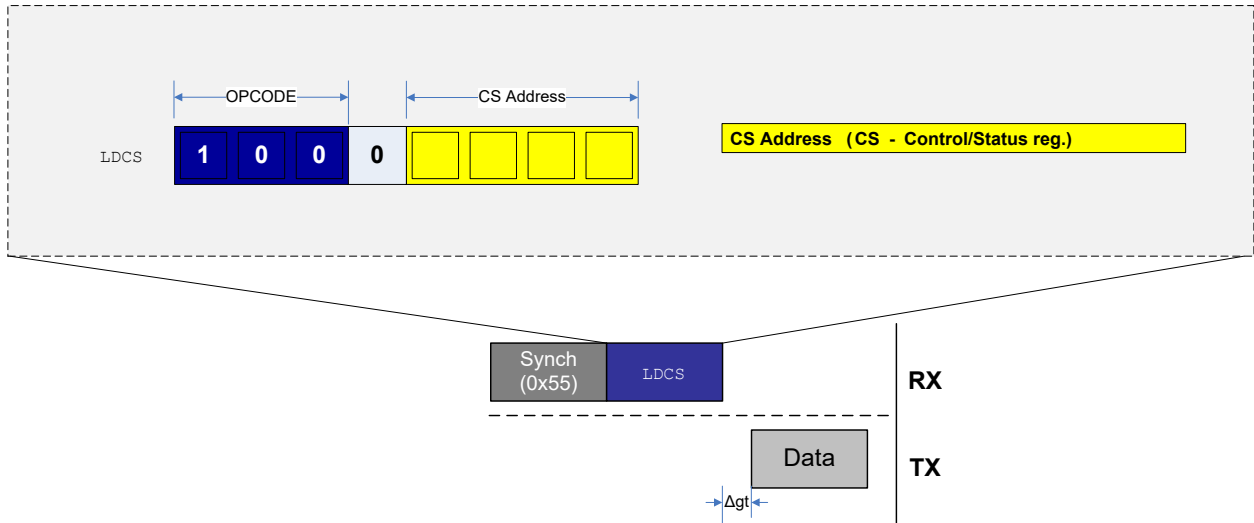 OPCODE
CS Address
LDCS
1 0 0 0
CS Address (CS - Control/Status reg.)
Synch
(0x55)
LDCS
RX
Data
TX
Δgt